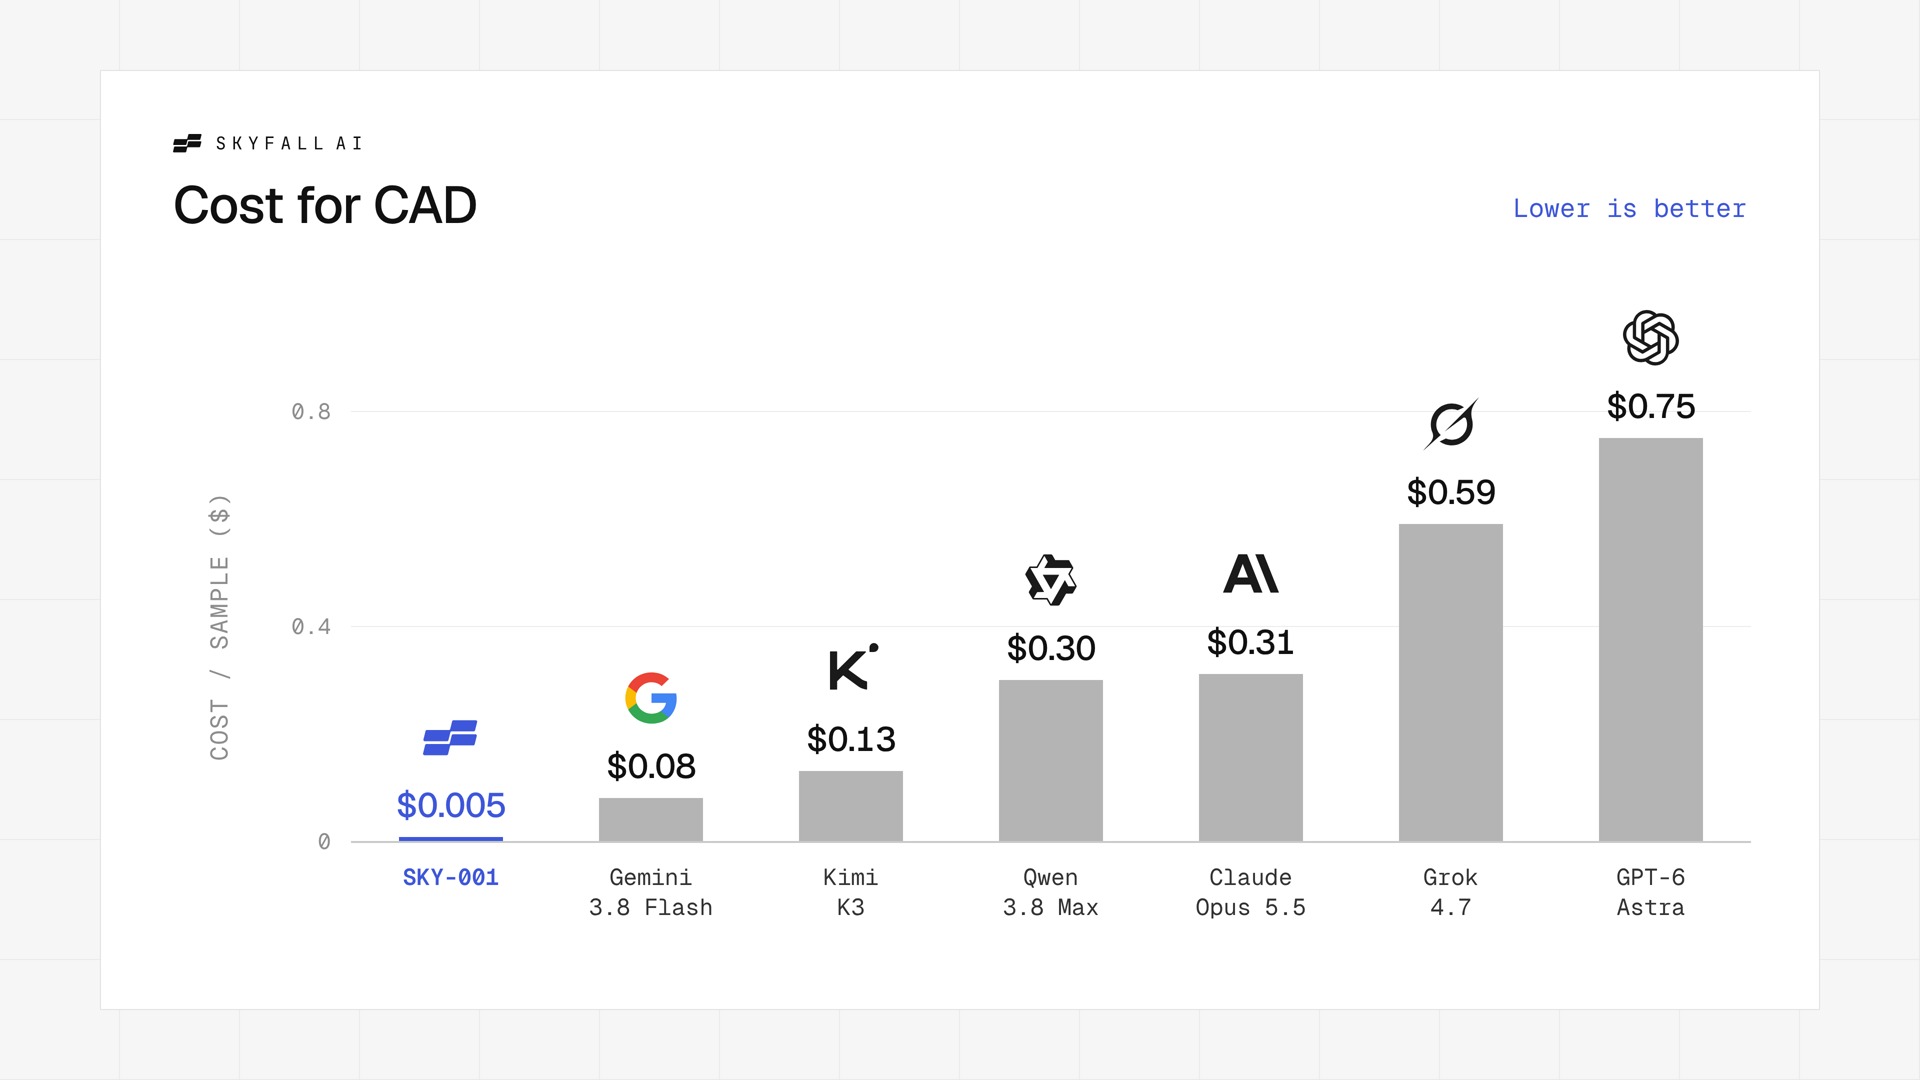 SKYFALL AI
Cost for CAD
Lower is better
COST / SAMPLE ($)
0.8
0.4
0
$0.005
$0.08
$0.13
$0.30
$0.31
$0.59
$0.75
SKY-001
Gemini
3.8 Flash
Kimi
K3
Qwen
3.8 Max
Claude
Opus 5.5
Grok
4.7
GPT-6
Astra